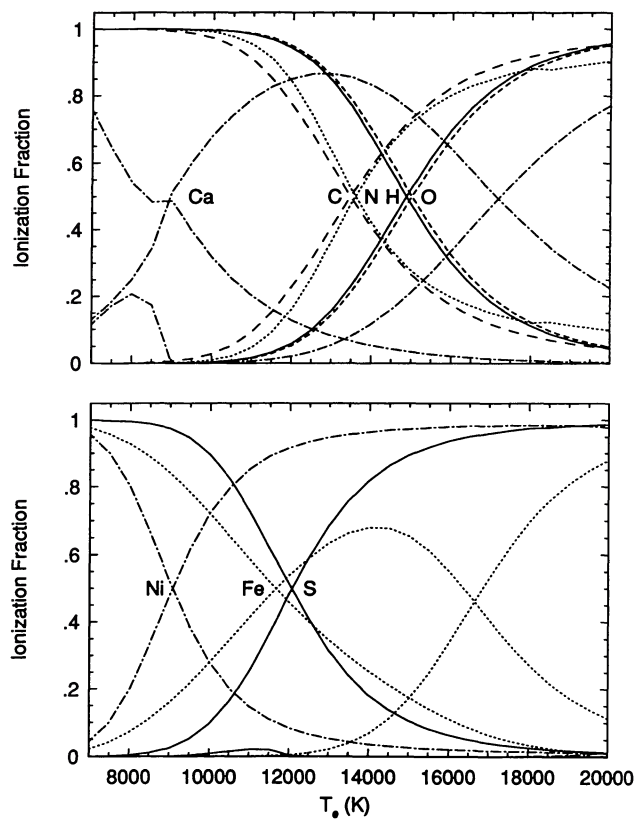 1
.8
.6
.4
.2
0
Ionization Fraction
Ca
C
N
H
O
1
.8
.6
.4
.2
0
Ionization Fraction
Ni
Fe
S
8000 10000 12000 14000 16000 18000 20000
Te (K)